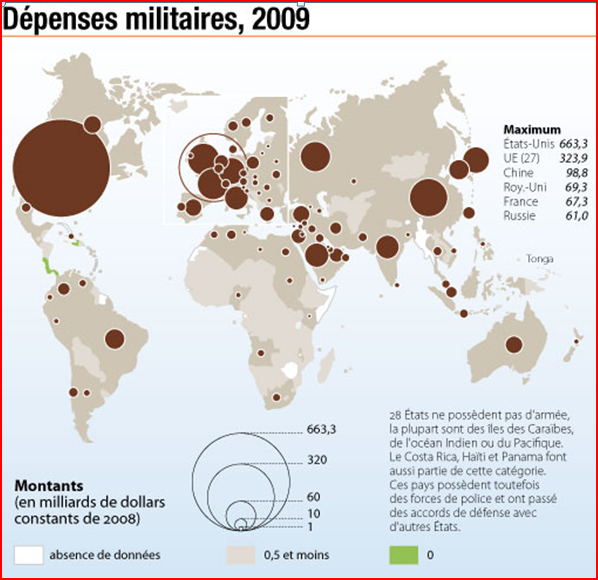 Dépenses militaires, 2009
Maximum
États-Unis 663,3
UE (27) 323,9
Chine 98,8
Roy.-Uni 69,3
France 67,3
Russie 61,0
Tonga
28 États ne possèdent pas d'armée,
la plupart sont des îles des Caraïbes,
de l'océan Indien ou du Pacifique.
Le Costa Rica, Haïti et Panama font
aussi partie de cette catégorie.
Ces pays possèdent toutefois
des forces de police et ont passé
des accords de défense avec
d'autres États.
Montants
(en milliards de dollars
constants de 2008)
663,3
320
60
10
1
absence de données
0,5 et moins
0